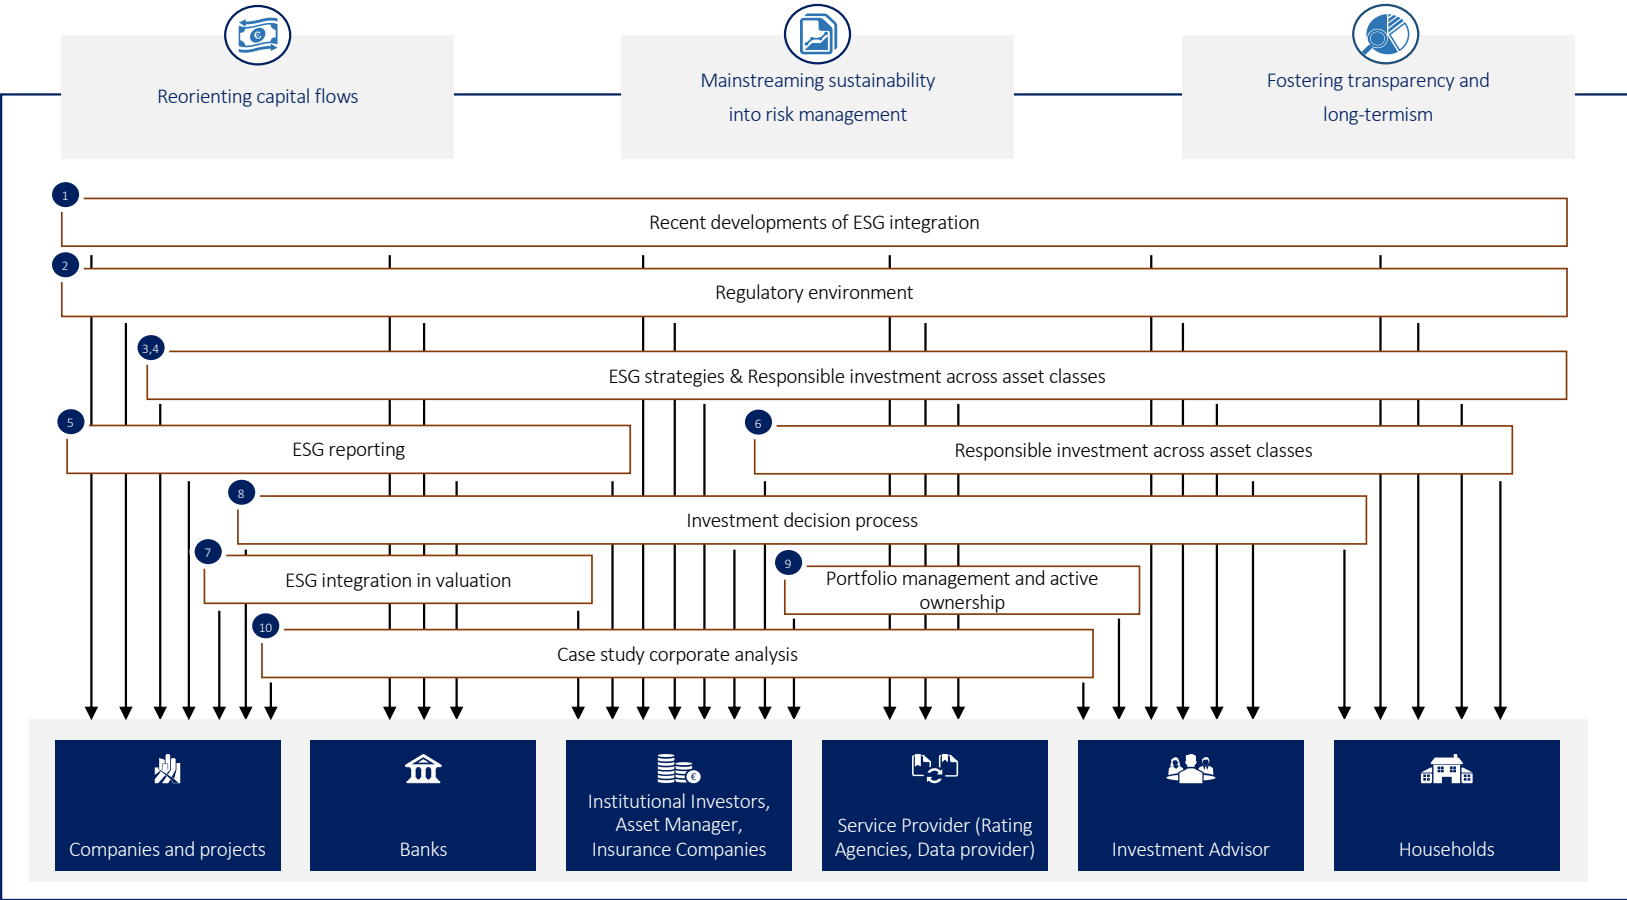 Reorienting capital flows
Mainstreaming sustainability
into risk management
Fostering transparency and
long-termism
1
Recent developments of ESG integration
2
Regulatory environment
3,4
ESG strategies & Responsible investment across asset classes
5
ESG reporting
6
Responsible investment across asset classes
8
Investment decision process
7
ESG integration in valuation
9
Portfolio management and active
ownership
10
Case study corporate analysis
Companies and projects
Banks
€
Institutional Investors,
Asset Manager,
Insurance Companies
Service Provider (Rating
Agencies, Data provider)
Investment Advisor
Households